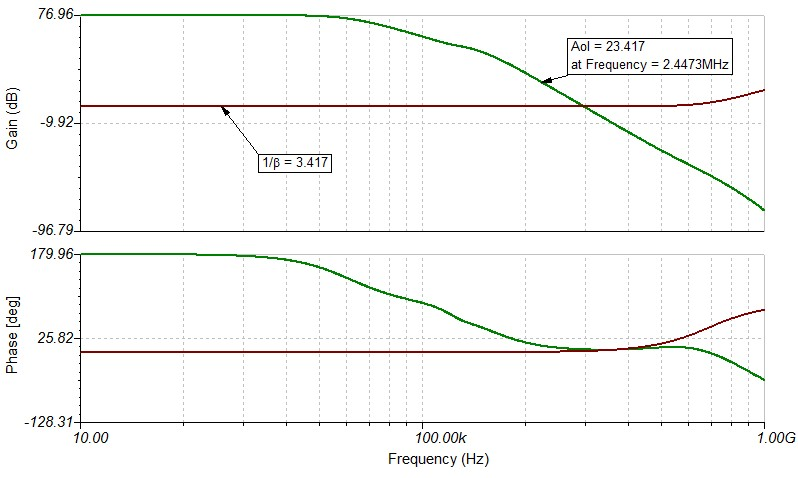 76.96
Aol = 23.417
at Frequency = 2.4473MHz
Gain (dB)
-9.92
1/β = 3.417
-96.79
179.96
Phase [deg]
25.82
-128.31
10.00
100.00k
1.00G
Frequency (Hz)